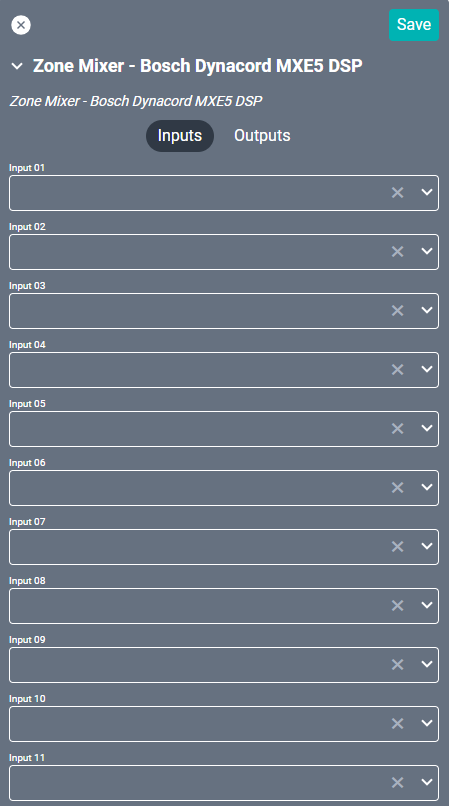 Save
Zone Mixer - Bosch Dynacord MXE5 DSP
Zone Mixer - Bosch Dynacord MXE5 DSP
Inputs Outputs
Input 01
Input 02
Input 03
Input 04
Input 05
Input 06
Input 07
Input 08
Input 09
Input 10
Input 11